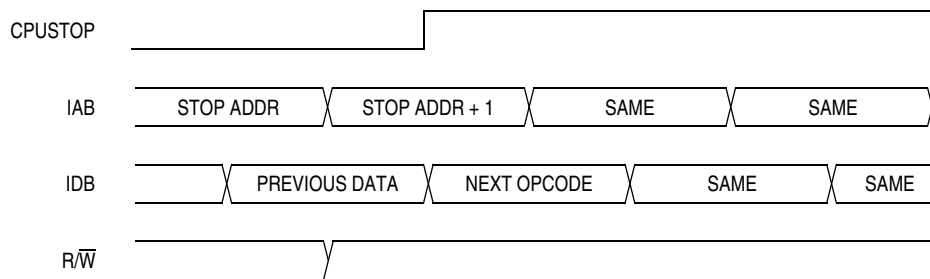 CPUSTOP
IAB STOP ADDR STOP ADDR + 1 SAME SAME
IDB PREVIOUS DATA NEXT OPCODE SAME SAME
R/W̅